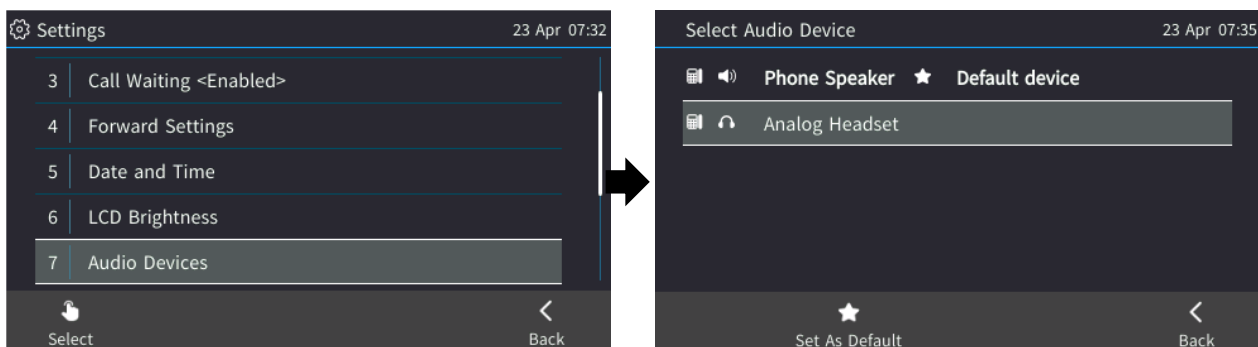 Settings 23 Apr 07:32
3 Call Waiting <Enabled>
4 Forward Settings
5 Date and Time
6 LCD Brightness
7 Audio Devices
Select Back
Select Audio Device 23 Apr 07:35
Phone Speaker Default device
Analog Headset
Set As Default Back